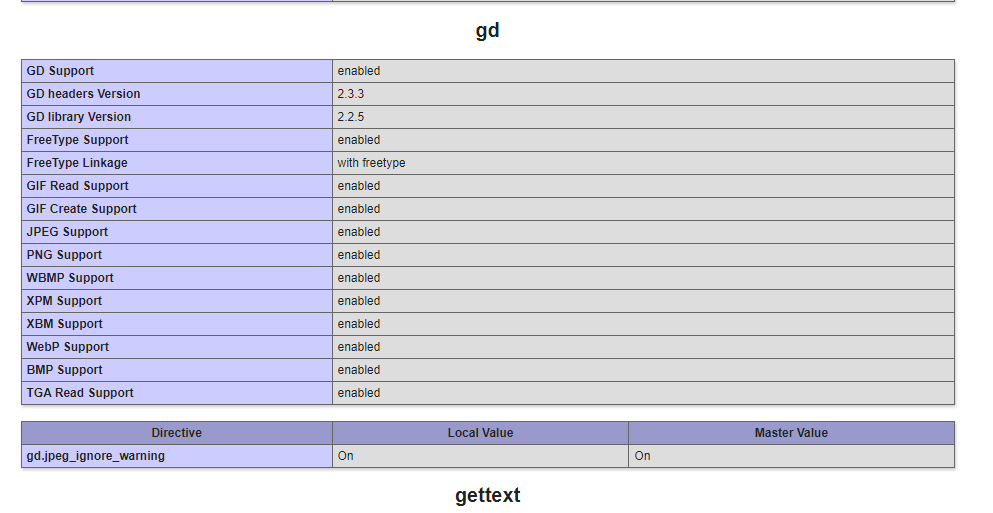 gd
GD Support enabled
GD headers Version 2.3.3
GD library Version 2.2.5
FreeType Support enabled
FreeType Linkage with freetype
GIF Read Support enabled
GIF Create Support enabled
JPEG Support enabled
PNG Support enabled
WBMP Support enabled
XPM Support enabled
XBM Support enabled
WebP Support enabled
BMP Support enabled
TGA Read Support enabled
Directive Local Value Master Value
gd.jpeg_ignore_warning On On
gettext